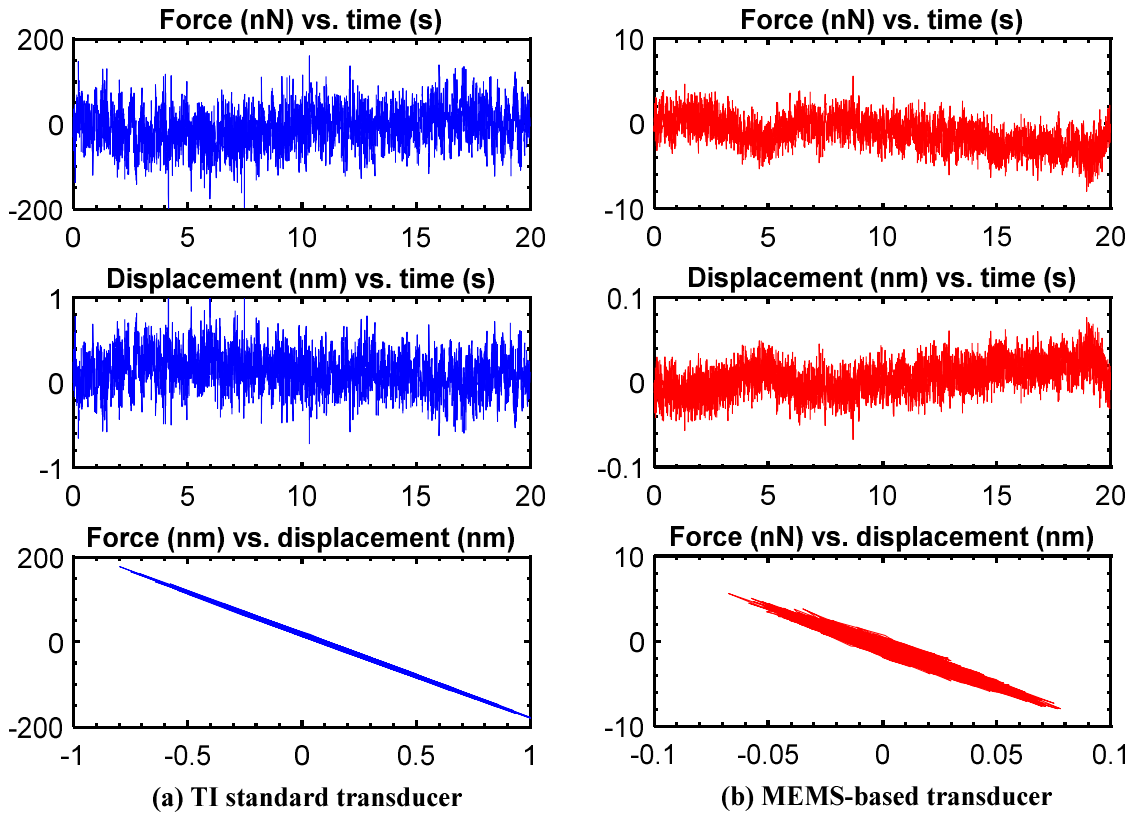 Force (nN) vs. time (s)
200
0
-200
0 5 10 15 20
Displacement (nm) vs. time (s)
1
0
-1
0 5 10 15 20
Force (nm) vs. displacement (nm)
200
0
-200
-1 -0.5 0 0.5 1
(a) TI standard transducer
Force (nN) vs. time (s)
10
0
-10
0 5 10 15 20
Displacement (nm) vs. time (s)
0.1
0
-0.1
0 5 10 15 20
Force (nN) vs. displacement (nm)
10
0
-10
-0.1 -0.05 0 0.05 0.1
(b) MEMS-based transducer